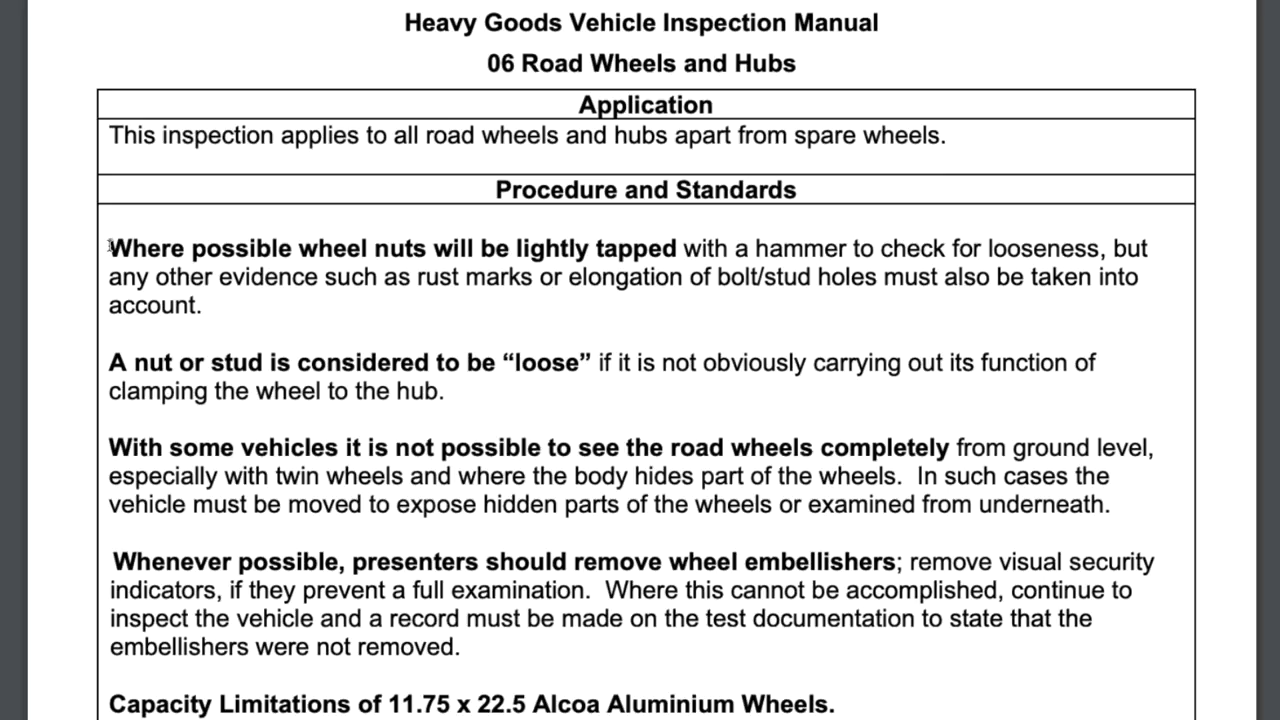 Heavy Goods Vehicle Inspection Manual
06 Road Wheels and Hubs
Application
This inspection applies to all road wheels and hubs apart from spare wheels.
Procedure and Standards
Where possible wheel nuts will be lightly tapped with a hammer to check for looseness, but
any other evidence such as rust marks or elongation of bolt/stud holes must also be taken into
account.
A nut or stud is considered to be “loose” if it is not obviously carrying out its function of
clamping the wheel to the hub.
With some vehicles it is not possible to see the road wheels completely from ground level,
especially with twin wheels and where the body hides part of the wheels.  In such cases the
vehicle must be moved to expose hidden parts of the wheels or examined from underneath.
Whenever possible, presenters should remove wheel embellishers; remove visual security
indicators, if they prevent a full examination.  Where this cannot be accomplished, continue to
inspect the vehicle and a record must be made on the test documentation to state that the
embellishers were not removed.
Capacity Limitations of 11.75 x 22.5 Alcoa Aluminium Wheels.